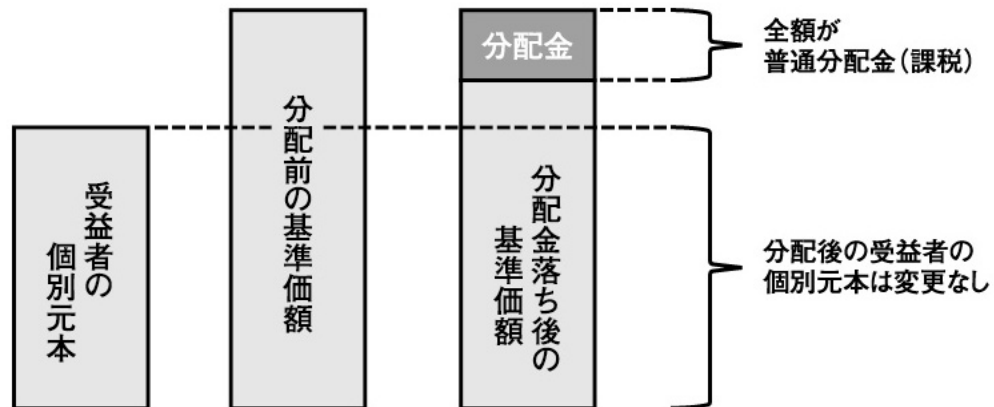 受益者の
個別元本
分配前の基準価額
分配金
分配金落ち後の
基準価額
全額が
普通分配金(課税)
分配後の受益者の
個別元本は変更なし